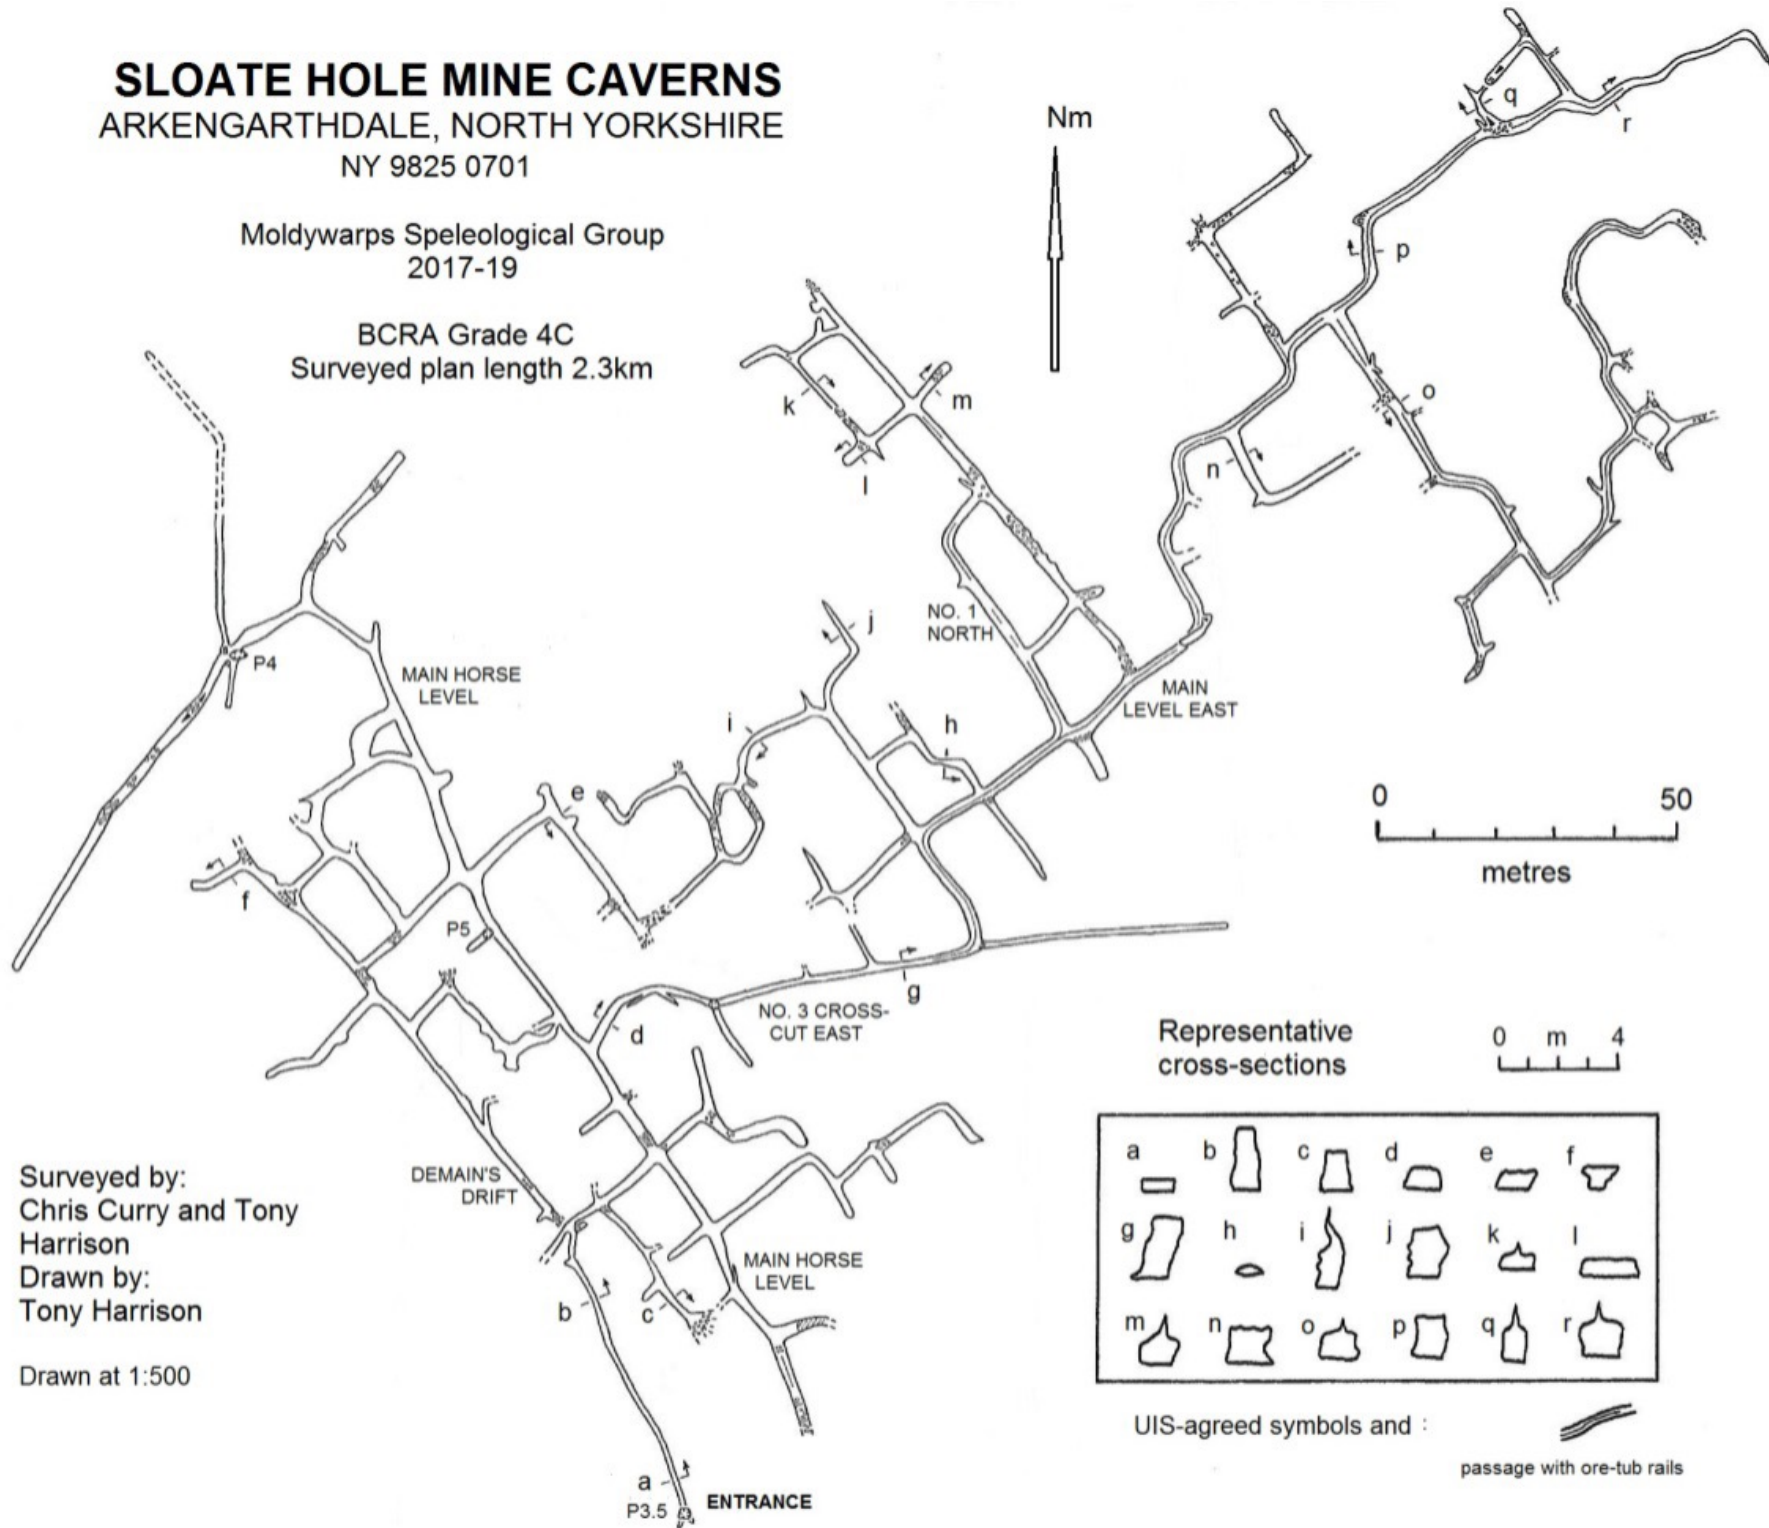 SLOATE HOLE MINE CAVERNS
ARKENGARTHDALE, NORTH YORKSHIRE
NY 9825 0701
Moldywarps Speleological Group
2017-19
BCRA Grade 4C
Surveyed plan length 2.3km
Nm
q
r
p
k
m
o
l
n
NO. 1
NORTH
j
P4
MAIN HORSE
LEVEL
MAIN
LEVEL EAST
i
h
e
0 50
metres
f
P5
g
d
NO. 3 CROSS-
CUT EAST
Representative
cross-sections
0 m 4
a b c d e f
g h i j k l
m n o p q r
DEMAIN'S
DRIFT
Surveyed by:
Chris Curry and Tony
Harrison
Drawn by:
Tony Harrison
Drawn at 1:500
MAIN HORSE
LEVEL
b
c
UIS-agreed symbols and :
passage with ore-tub rails
a
P3.5
ENTRANCE